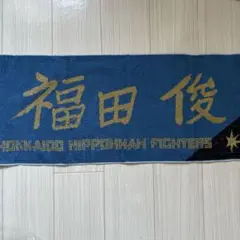 福田 俊
HOKKAIDO NIPPONHAM FIGHTERS